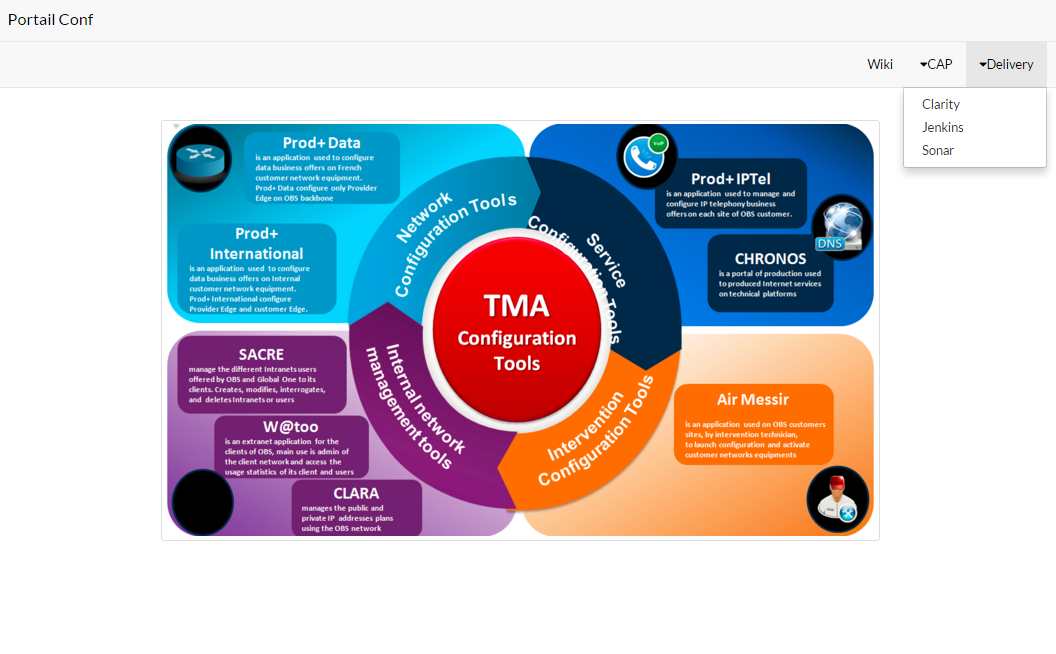 Portail Conf
Wiki
CAP
Delivery
Clarity
Jenkins
Sonar
Prod+ Data
is an application used to configure
data business offers on French
customer network equipment.
Prod+ Data configure only Provider
Edge on OBS backbone
Prod+
International
is an application used to configure
data business offers on Internal
customer network equipment.
Prod+ International configure
Provider Edge and customer Edge.
Network
Configuration Tools
Service
Configuration Tools
VoIP
Prod+ IPTel
is an application used to manage and
configure IP telephony business
offers on each site of OBS customer.
DNS
CHRONOS
is a portal of production used
to produced Internet services
on technical platforms
TMA
Configuration
Tools
SACRE
manage the different Intranets users
offered by OBS and Global One to its
clients. Creates, modifies, interrogates,
and deletes Intranets or users
W@too
is an extranet application for the
clients of OBS, main use is admin of
the client network and access the
usage statistics of its client and users
CLARA
manages the public and
private IP addresses plans
using the OBS network
Internal network
management tools
Intervention
Configuration Tools
Air Messir
is an application used on OBS customers
sites, by intervention technician,
to launch configuration and activate
customer networks equipments